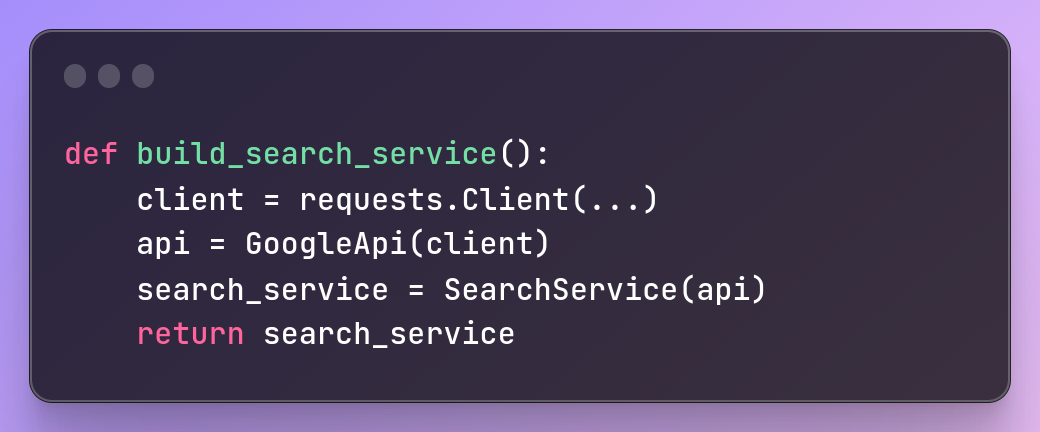 def build_search_service():
    client = requests.Client(...)
    api = GoogleApi(client)
    search_service = SearchService(api)
    return search_service